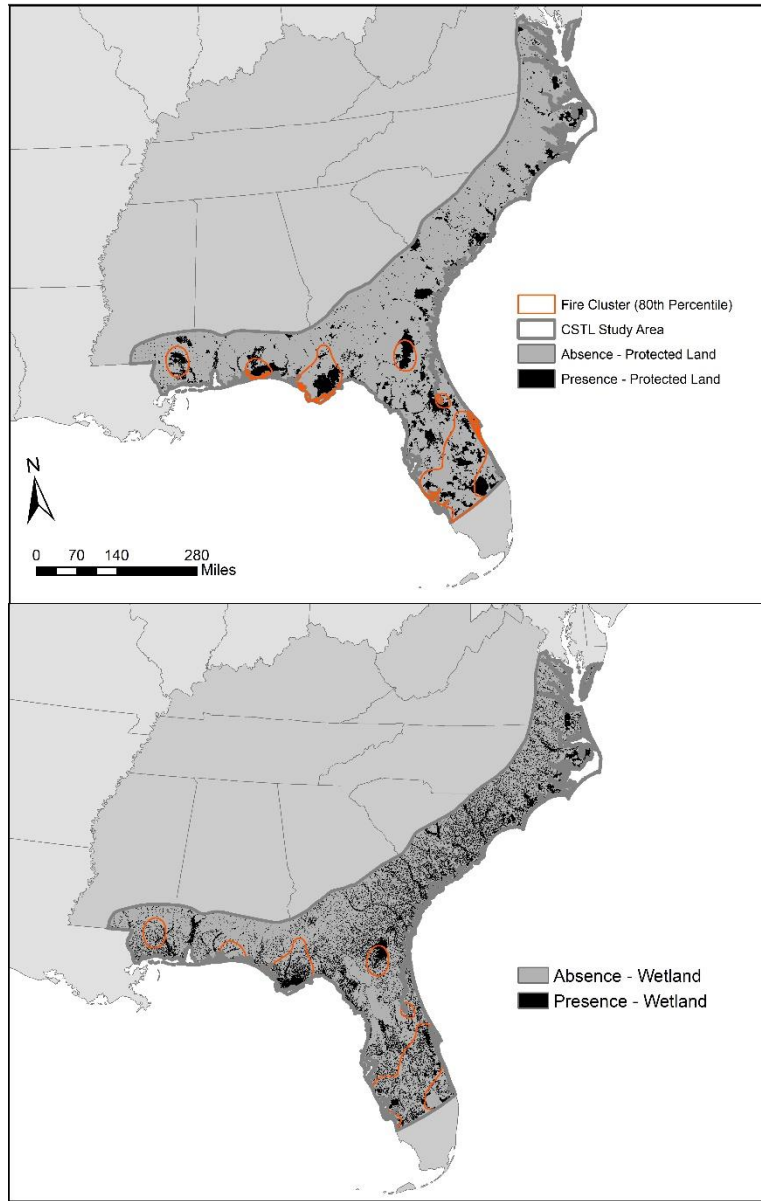 Fire Cluster (80th Percentile)
CSTL Study Area
Absence - Protected Land
Presence - Protected Land
N
0 70 140 280
Miles
Absence - Wetland
Presence - Wetland